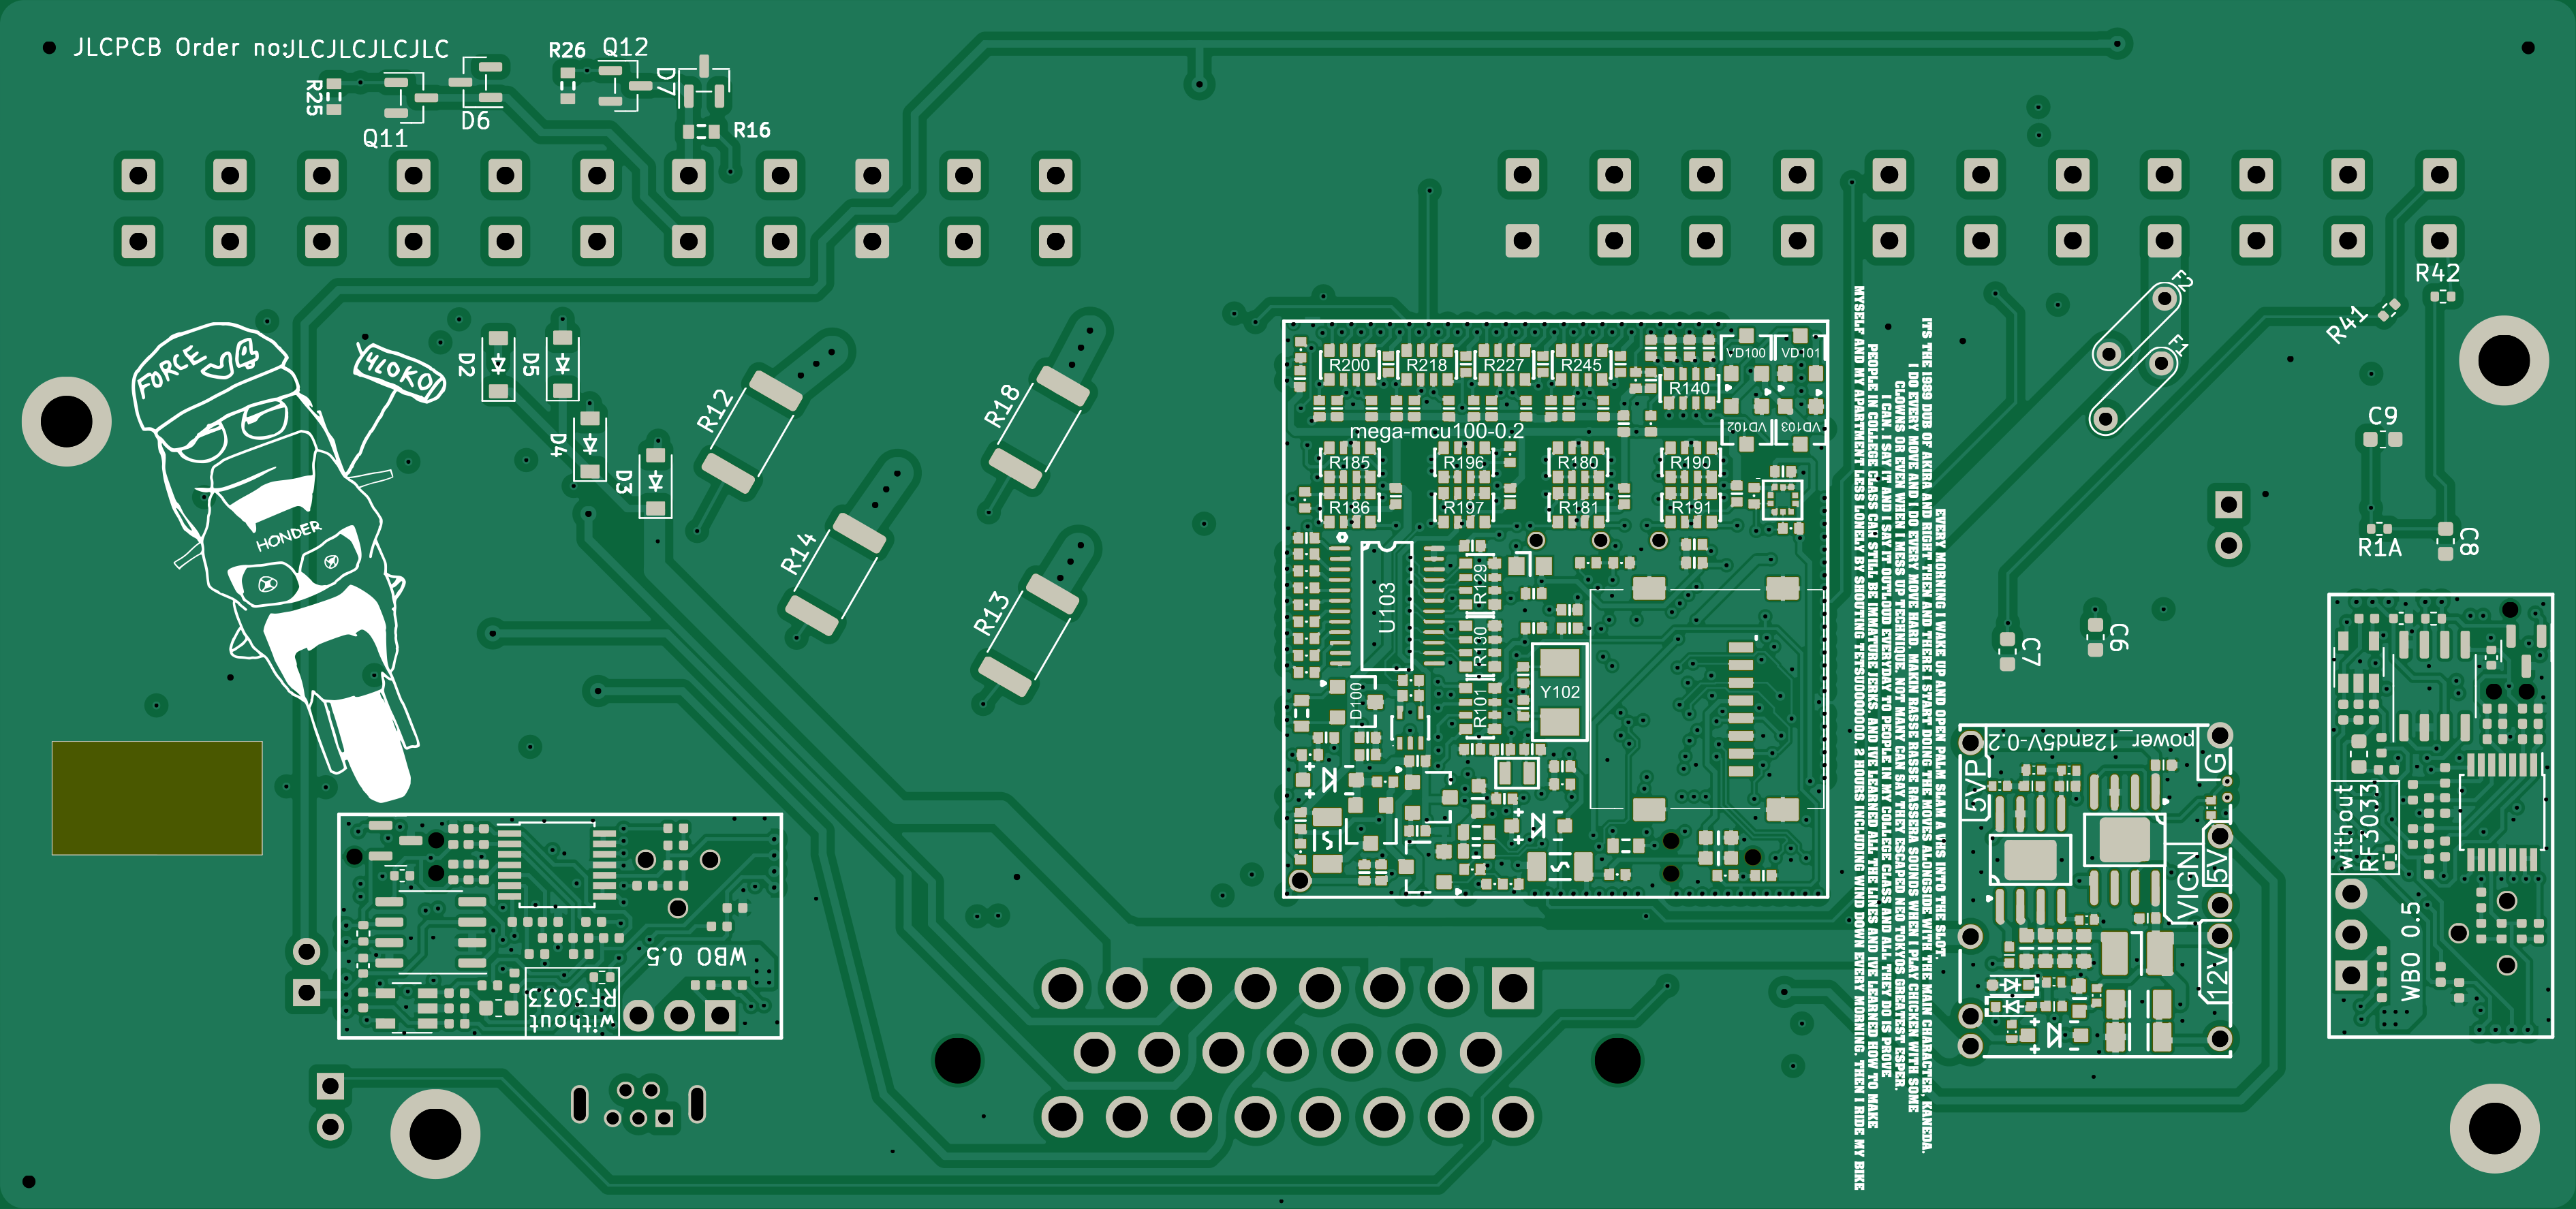 JLCPCB Order no:JLCJLCJLCJLC
R26
Q12
R25
D7
D6
Q11
R16
R42
R41
F2
F1
FORCE
4LOKO
HONDER
D2
D5
D4
D3
R12
R18
R14
R13
R200
R218
R227
R245
VD100
VD101
R140
VD102
VD103
mega-mcu100-0.2
R185
R196
R180
R190
R186
R197
R181
R191
U103
R129
R130
R101
D100
Y102
EVERY MORNING I WAKE UP AND OPEN PALM SLAM A VHS INTO THE SLOT.
ITS THE 1989 DUB OF AKIRA AND RIGHT THEN AND THERE I START DOING THE MOVES ALONGSIDE WITH THE MAIN CHARACTER, KANEDA.
I DO EVERY MOVE AND I DO EVERY MOVE HARD. MAKIN RASSE RASSE RASSERA SOUNDS WHEN I PLAY CHICKEN WITH SOME
CLOWNS OR EVEN WHEN I MESS UP TECHNIQUE. NOT MANY CAN SAY THEY ESCAPED NEO TOKYOS GREATEST ESPER.
I CAN. I SAY IT AND I SAY IT OUTLOUD EVERYDAY TO PEOPLE IN MY COLLEGE CLASS AND ALL THEY DO IS PROVE
PEOPLE IN COLLEGE CLASS CAN STILL BE IMMATURE JERKS. AND IVE LEARNED ALL THE LINES AND IVE LEARNED HOW TO MAKE
MYSELF AND MY APARTMENT LESS LONELY BY SHOUTING TETSUOOOOOO. 2 HOURS INCLUDING WIND DOWN EVERY MORNING. THEN I RIDE MY BIKE
C9
C8
R1A
C7
C6
power_12and5V-0.2
5VP
G
5V
VIGN
12V
without
RF3033
WBO 0.5
WBO 0.5
RF3033
without